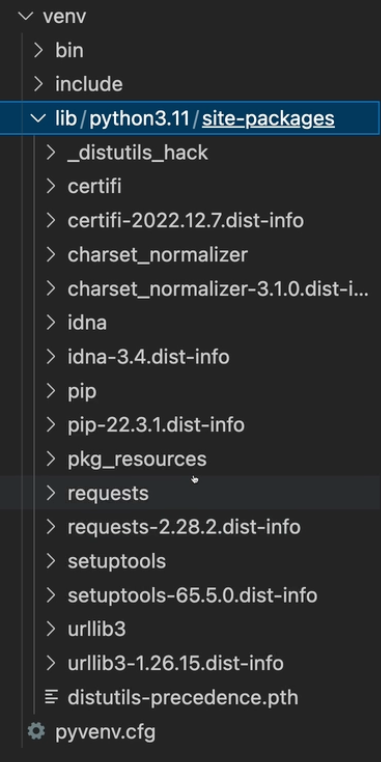 venv
bin
include
lib/python3.11/site-packages
_distutils_hack
certifi
certifi-2022.12.7.dist-info
charset_normalizer
charset_normalizer-3.1.0.dist-i...
idna
idna-3.4.dist-info
pip
pip-22.3.1.dist-info
pkg_resources
requests
requests-2.28.2.dist-info
setuptools
setuptools-65.5.0.dist-info
urllib3
urllib3-1.26.15.dist-info
distutils-precedence.pth
pyvenv.cfg